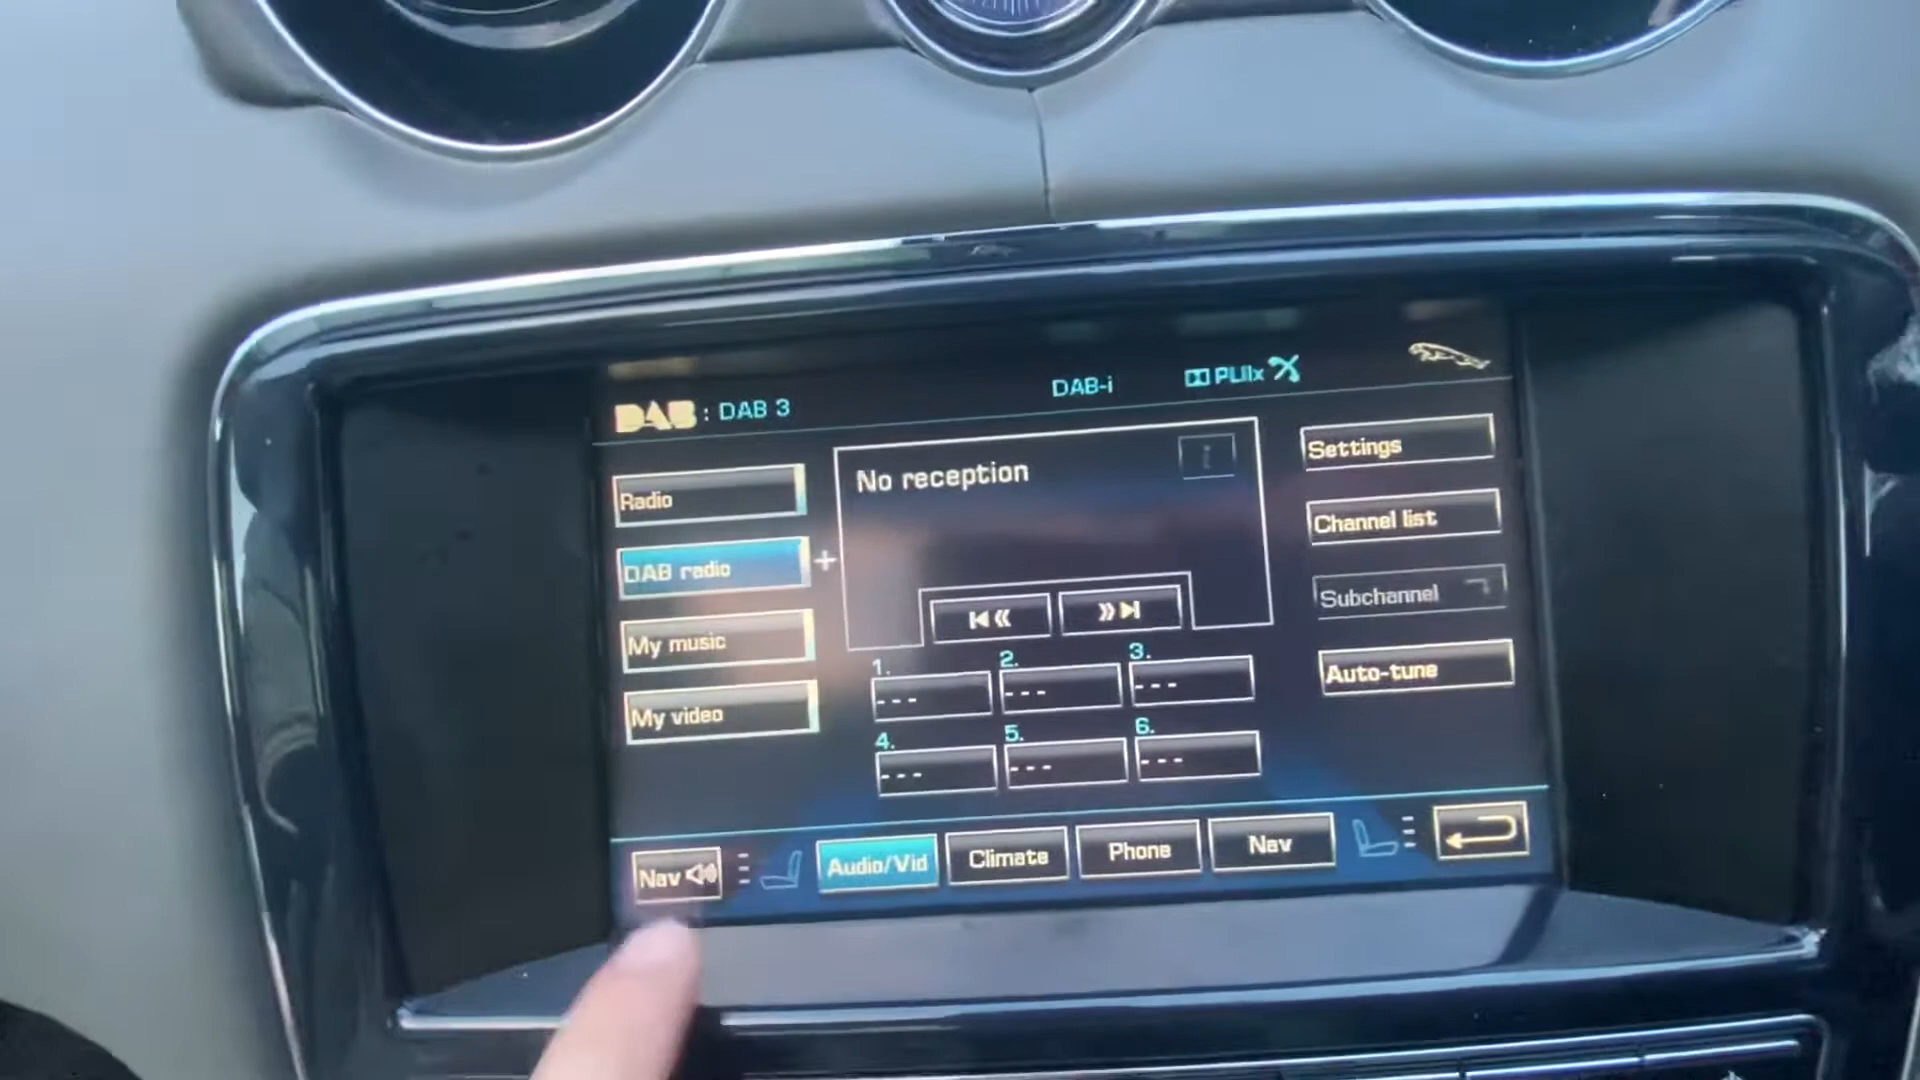 DAB : DAB 3
DAB-i
PLIIx
Radio
DAB radio
My music
My video
No reception
i
1.
---
2.
---
3.
---
4.
---
5.
---
6.
---
Settings
Channel list
Subchannel
Auto-tune
Nav
Audio/Vid
Climate
Phone
Nav